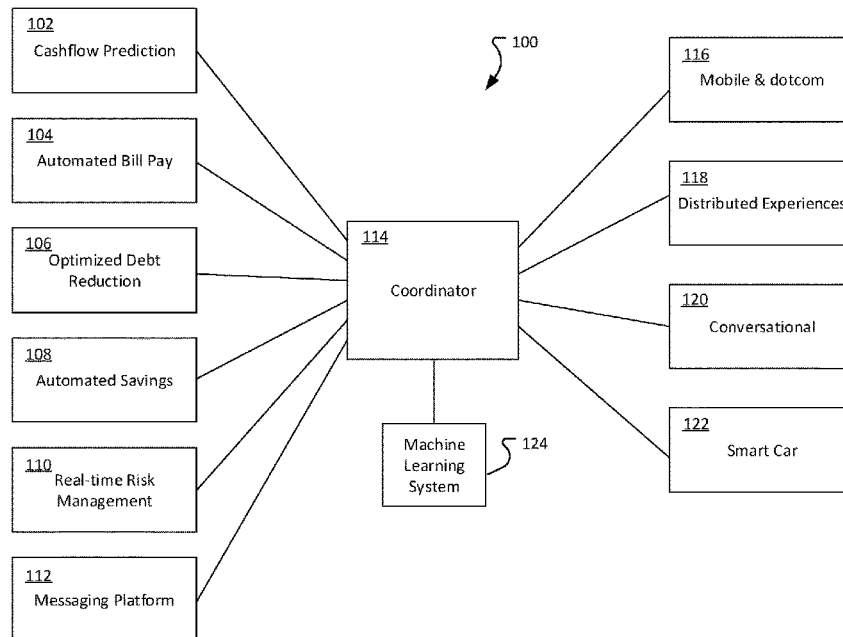 102
Cashflow Prediction
104
Automated Bill Pay
106
Optimized Debt
Reduction
108
Automated Savings
110
Real-time Risk
Management
112
Messaging Platform
100
114
Coordinator
Machine
Learning
System
124
116
Mobile & dotcom
118
Distributed Experiences
120
Conversational
122
Smart Car